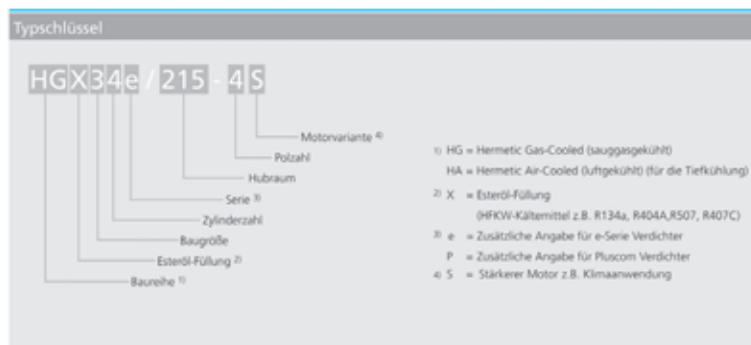 Typschlüssel
HGX34e / 215 - 4 S
Motorvariante 4)
Polzahl
Hubraum
Serie 3)
Zylinderzahl
Baugröße
Esteröl-Füllung 2)
Baureihe 1)
1) HG = Hermetic Gas-Cooled (sauggasgekühlt)
HA = Hermetic Air-Cooled (luftgekühlt) (für die Tiefkühlung)
2) X = Esteröl-Füllung
(HFKW-Kältemittel z.B. R134a, R404A,R507, R407C)
3) e = Zusätzliche Angabe für e-Serie Verdichter
P = Zusätzliche Angabe für Pluscom Verdichter
4) S = Stärkerer Motor z.B. Klimaanwendung